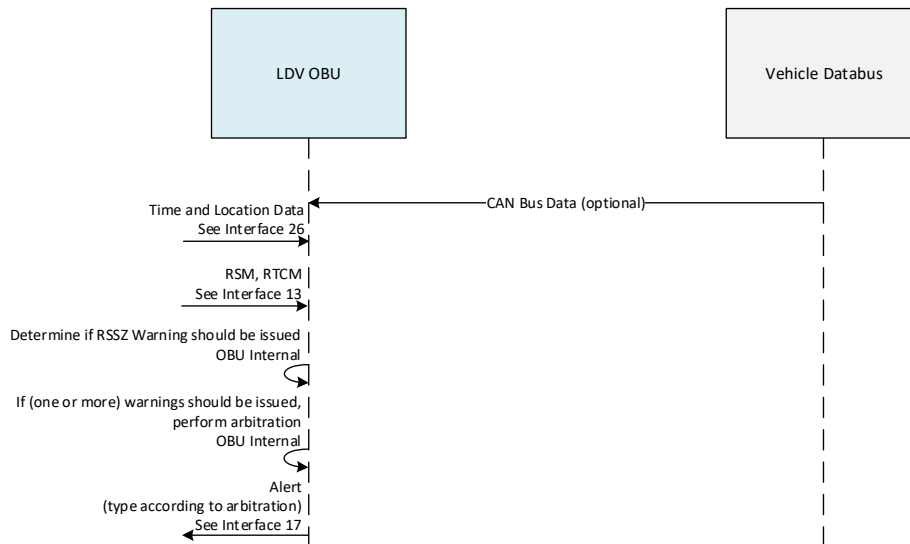 LDV OBU
Vehicle Databus
CAN Bus Data (optional)
Time and Location Data
See Interface 26
RSM, RTCM
See Interface 13
Determine if RSSZ Warning should be issued
OBU Internal
If (one or more) warnings should be issued,
perform arbitration
OBU Internal
Alert
(type according to arbitration)
See Interface 17